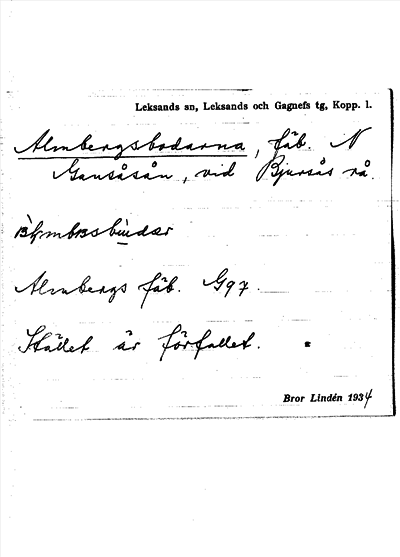 Leksands sn, Leksands och Gagnefs tg, Kopp. l.
Almbergsbodarna, fäb. N
Gansåsån, vid Bjursås rå.
Almbergs fäb. G97.
Stället är förfallet.
Bror Lindén 1934